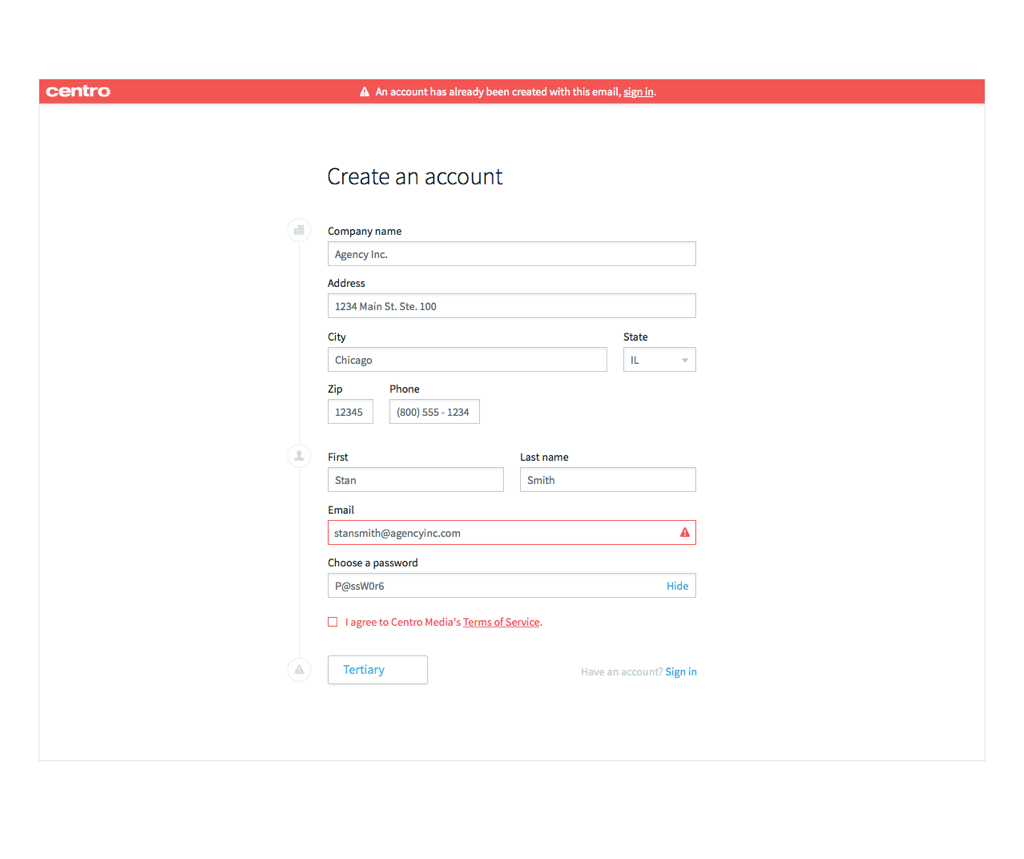 centro
An account has already been created with this email, sign in.
Create an account
Company name
Agency Inc.
Address
1234 Main St. Ste. 100
City State
Chicago IL
Zip Phone
12345 (800) 555 - 1234
First Last name
Stan Smith
Email
stansmith@agencyinc.com
Choose a password
P@ssW0r6 Hide
I agree to Centro Media's Terms of Service.
Tertiary Have an account? Sign in